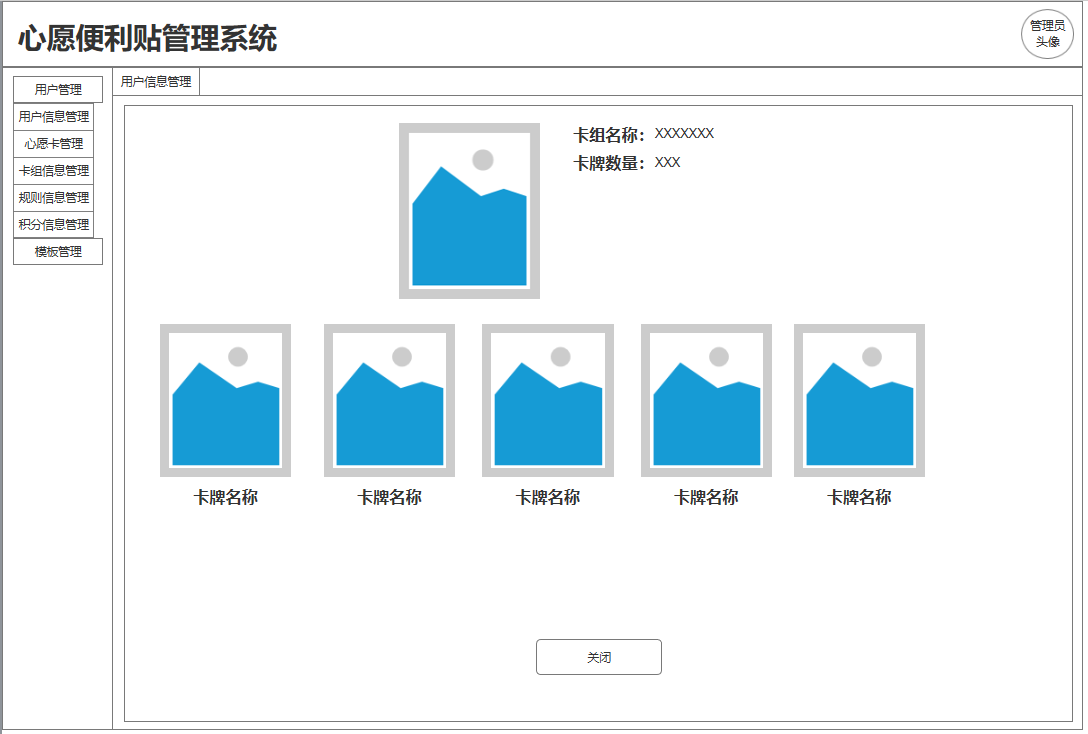 心愿便利贴管理系统
管理员
头像
用户管理
用户信息管理
心愿卡管理
卡组信息管理
规则信息管理
积分信息管理
模板管理
用户信息管理
卡组名称： XXXXXXX
卡牌数量： XXX
卡牌名称 卡牌名称 卡牌名称 卡牌名称 卡牌名称
关闭